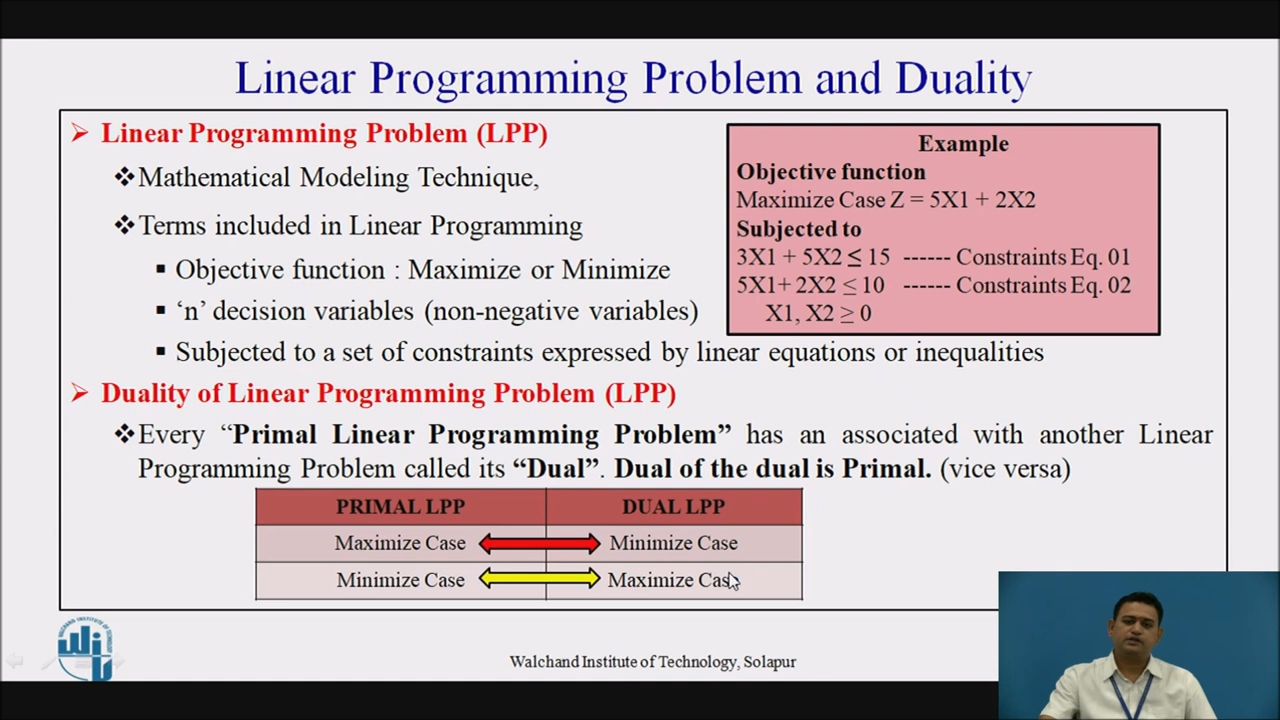 Linear Programming Problem and Duality
Linear Programming Problem (LPP)
Mathematical Modeling Technique,
Terms included in Linear Programming
Objective function : Maximize or Minimize
‘n’ decision variables (non-negative variables)
Subjected to a set of constraints expressed by linear equations or inequalities
Example
Objective function
Maximize Case Z = 5X1 + 2X2
Subjected to
3X1 + 5X2 ≤ 15 ------ Constraints Eq. 01
5X1+ 2X2 ≤ 10 ------ Constraints Eq. 02
X1, X2 ≥ 0
Duality of Linear Programming Problem (LPP)
Every “Primal Linear Programming Problem” has an associated with another Linear
Programming Problem called its “Dual”. Dual of the dual is Primal. (vice versa)
PRIMAL LPP DUAL LPP
Maximize Case Minimize Case
Minimize Case Maximize Case
WALCHAND INSTITUTE OF TECHNOLOGY
WIT
Walchand Institute of Technology, Solapur